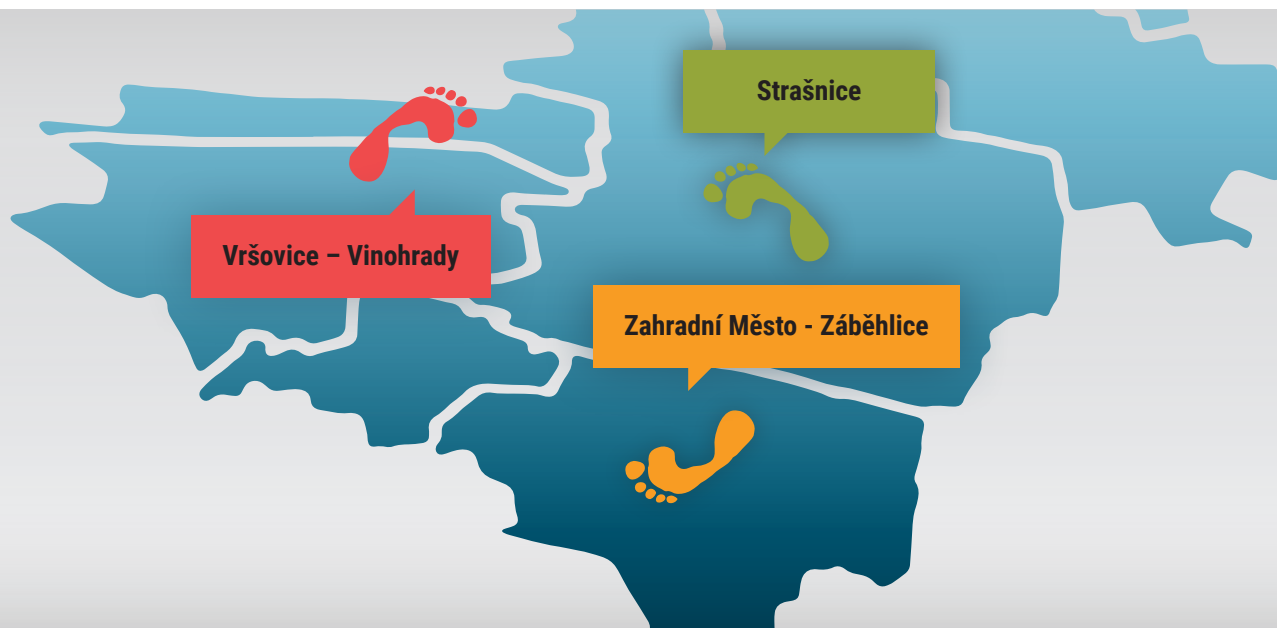 Strašnice
Vršovice – Vinohrady
Zahradní Město - Záběhlice